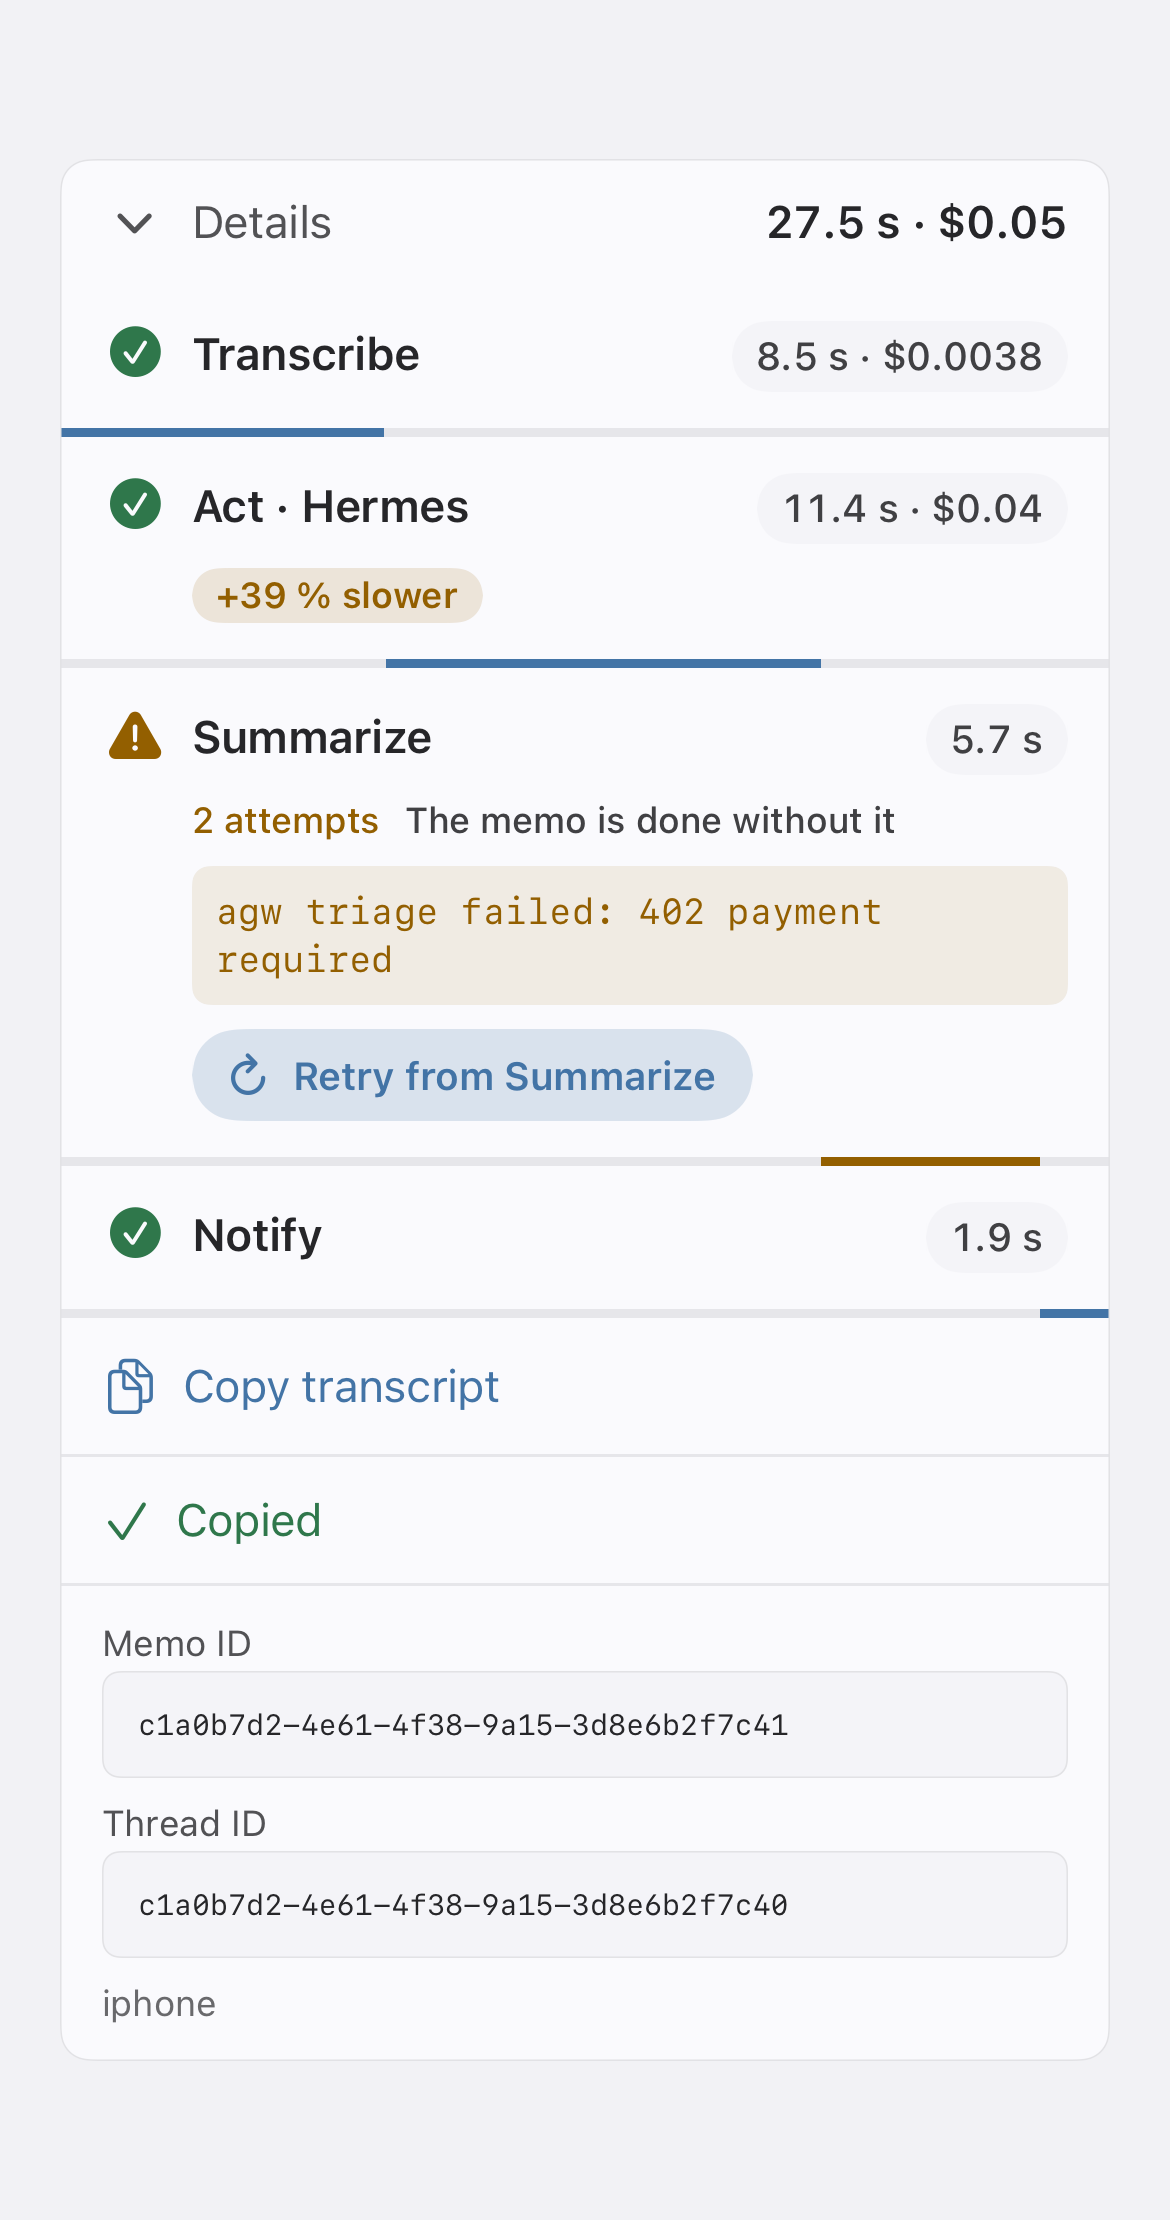 Details
27.5 s · $0.05
Transcribe
8.5 s · $0.0038
Act · Hermes
11.4 s · $0.04
+39 % slower
Summarize
5.7 s
2 attempts The memo is done without it
agw triage failed: 402 payment
required
Retry from Summarize
Notify
1.9 s
Copy transcript
Copied
Memo ID
c1a0b7d2-4e61-4f38-9a15-3d8e6b2f7c41
Thread ID
c1a0b7d2-4e61-4f38-9a15-3d8e6b2f7c40
iphone